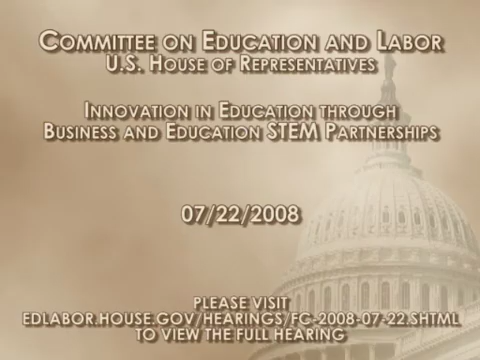 Committee on Education and Labor
U.S. House of Representatives
Innovation in Education through
Business and Education STEM Partnerships
07/22/2008
PLEASE VISIT
EDLABOR.HOUSE.GOV/HEARINGS/FC-2008-07-22.SHTML
TO VIEW THE FULL HEARING